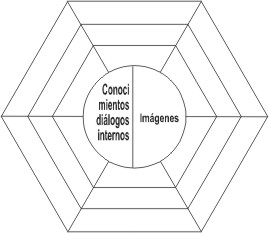 Conoci
mientos
diálogos
internos
Imágenes